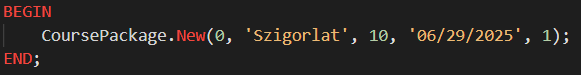 BEGIN
CoursePackage.New(0, 'Szigorlat', 10, '06/29/2025', 1);
END;